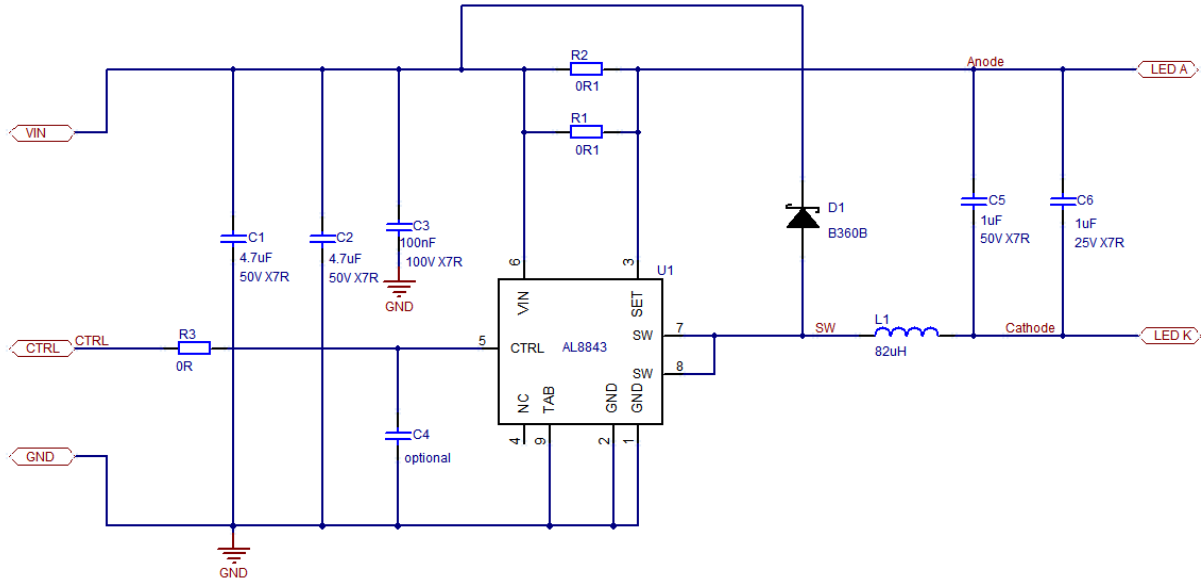 R2
0R1
Anode
LED A
R1
0R1
VIN
C1
4.7uF
50V X7R
C2
4.7uF
50V X7R
C3
100nF
100V X7R
GND
D1
B360B
C5
1uF
50V X7R
C6
1uF
25V X7R
6
3
U1
VIN
SET
CTRL
CTRL
R3
0R
5
CTRL
AL8843
SW
7
SW
8
SW
L1
82uH
Cathode
LED K
NC
TAB
GND
GND
4
9
2
1
C4
optional
GND
GND